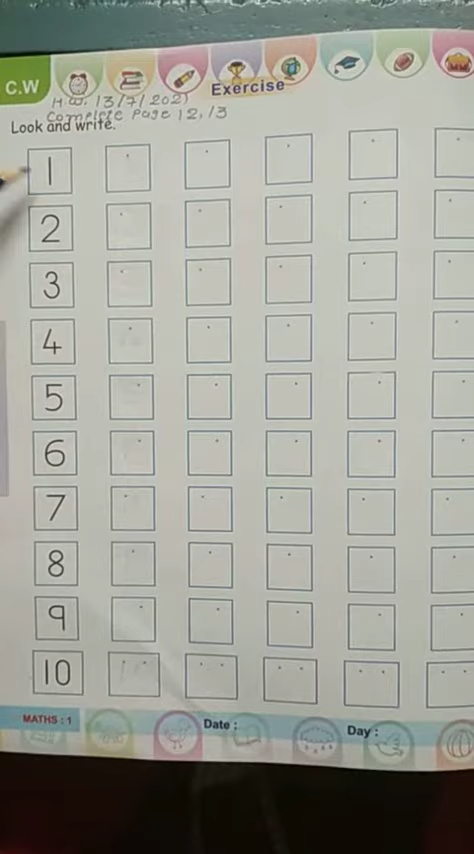 C.W
Exercise
H.W. 13/7/2021
Complete Page 12,13
Look and write.
1
2
3
4
5
6
7
8
9
10
MATHS : 1
Date :
Day :